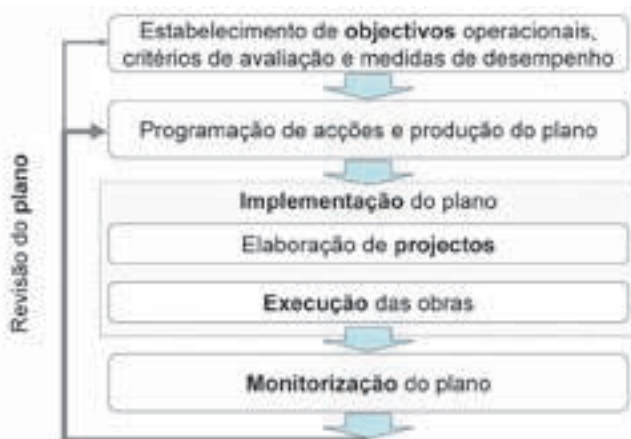 Estabelecimento de objectivos operacionais,
critérios de avaliação e medidas de desempenho
Programação de acções e produção do plano
Implementação do plano
Elaboração de projectos
Execução das obras
Monitorização do plano
Revisão do plano